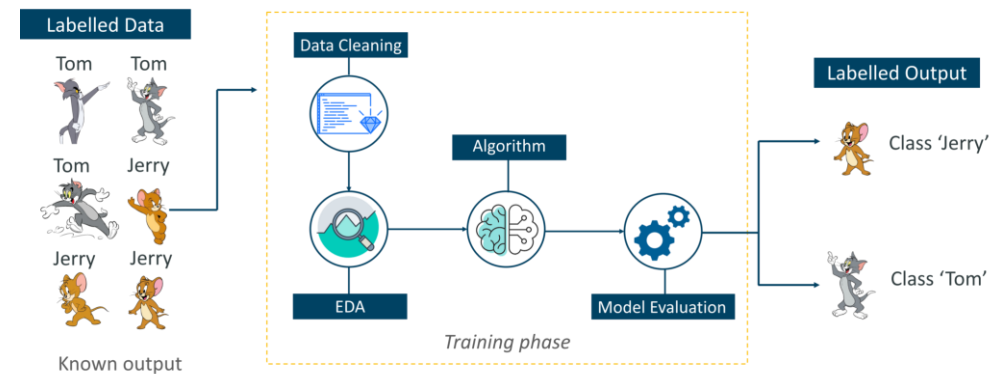 Labelled Data
Tom Tom
Tom Jerry
Jerry Jerry
Known output
Data Cleaning
EDA
Algorithm
Model Evaluation
Training phase
Labelled Output
Class ‘Jerry’
Class ‘Tom’